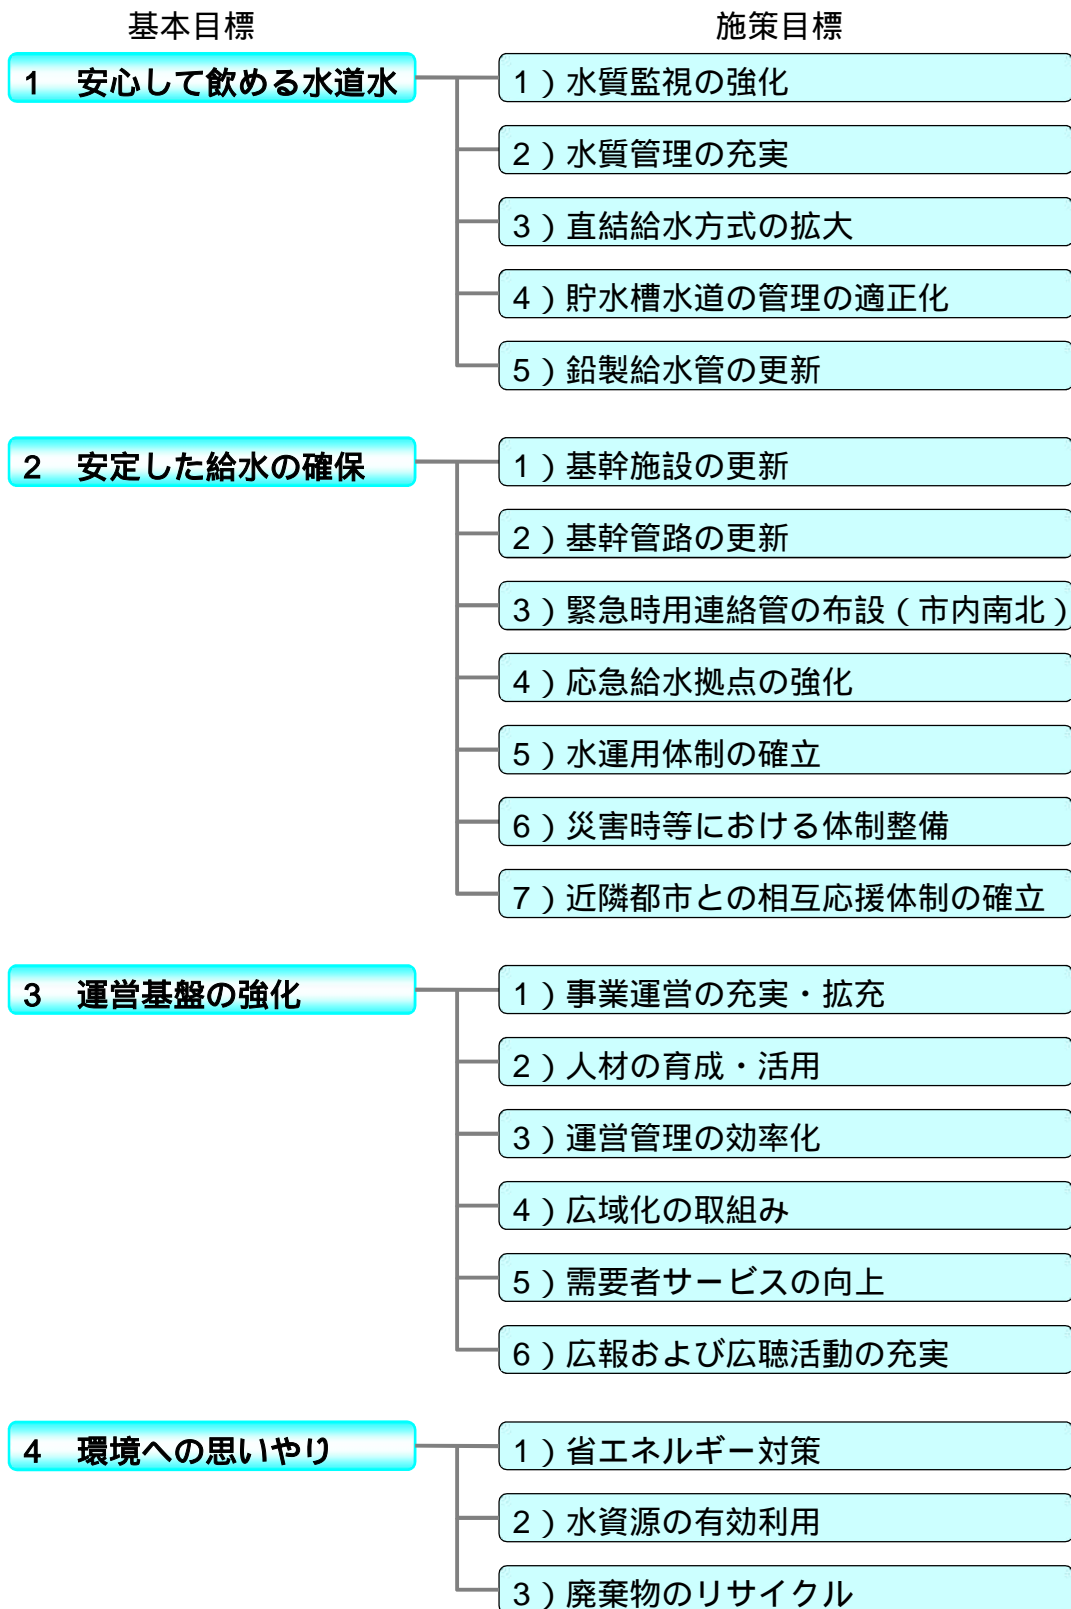 基本目標 施策目標
1 安心して飲める水道水
1）水質監視の強化
2）水質管理の充実
3）直結給水方式の拡大
4）貯水槽水道の管理の適正化
5）鉛製給水管の更新
2 安定した給水の確保
1）基幹施設の更新
2）基幹管路の更新
3）緊急時用連絡管の布設（市内南北）
4）応急給水拠点の強化
5）水運用体制の確立
6）災害時等における体制整備
7）近隣都市との相互応援体制の確立
3 運営基盤の強化
1）事業運営の充実・拡充
2）人材の育成・活用
3）運営管理の効率化
4）広域化の取組み
5）需要者サービスの向上
6）広報および広聴活動の充実
4 環境への思いやり
1）省エネルギー対策
2）水資源の有効利用
3）廃棄物のリサイクル